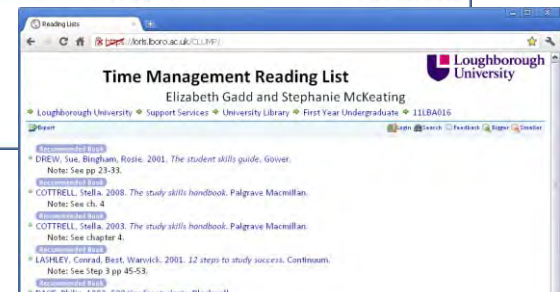 Reading Lists
https://loris.lboro.ac.uk/CLUMP/
Loughborough University
Time Management Reading List
Elizabeth Gadd and Stephanie McKeating
Loughborough University Support Services University Library First Year Undergraduate 11LBA016
Export Login Search Feedback Bigger Smaller
Recommended Book
DREW, Sue, Bingham, Rosie. 2001. The student skills guide. Gower.
Note: See pp 23-33.
Recommended Book
COTTRELL, Stella. 2008. The study skills handbook. Palgrave Macmillan.
Note: See ch. 4
Recommended Book
COTTRELL, Stella. 2003. The study skills handbook. Palgrave Macmillan.
Note: See chapter 4.
Recommended Book
LASHLEY, Conrad, Best, Warwick. 2001. 12 steps to study success. Continuum.
Note: See Step 3 pp 45-53.
Recommended Book